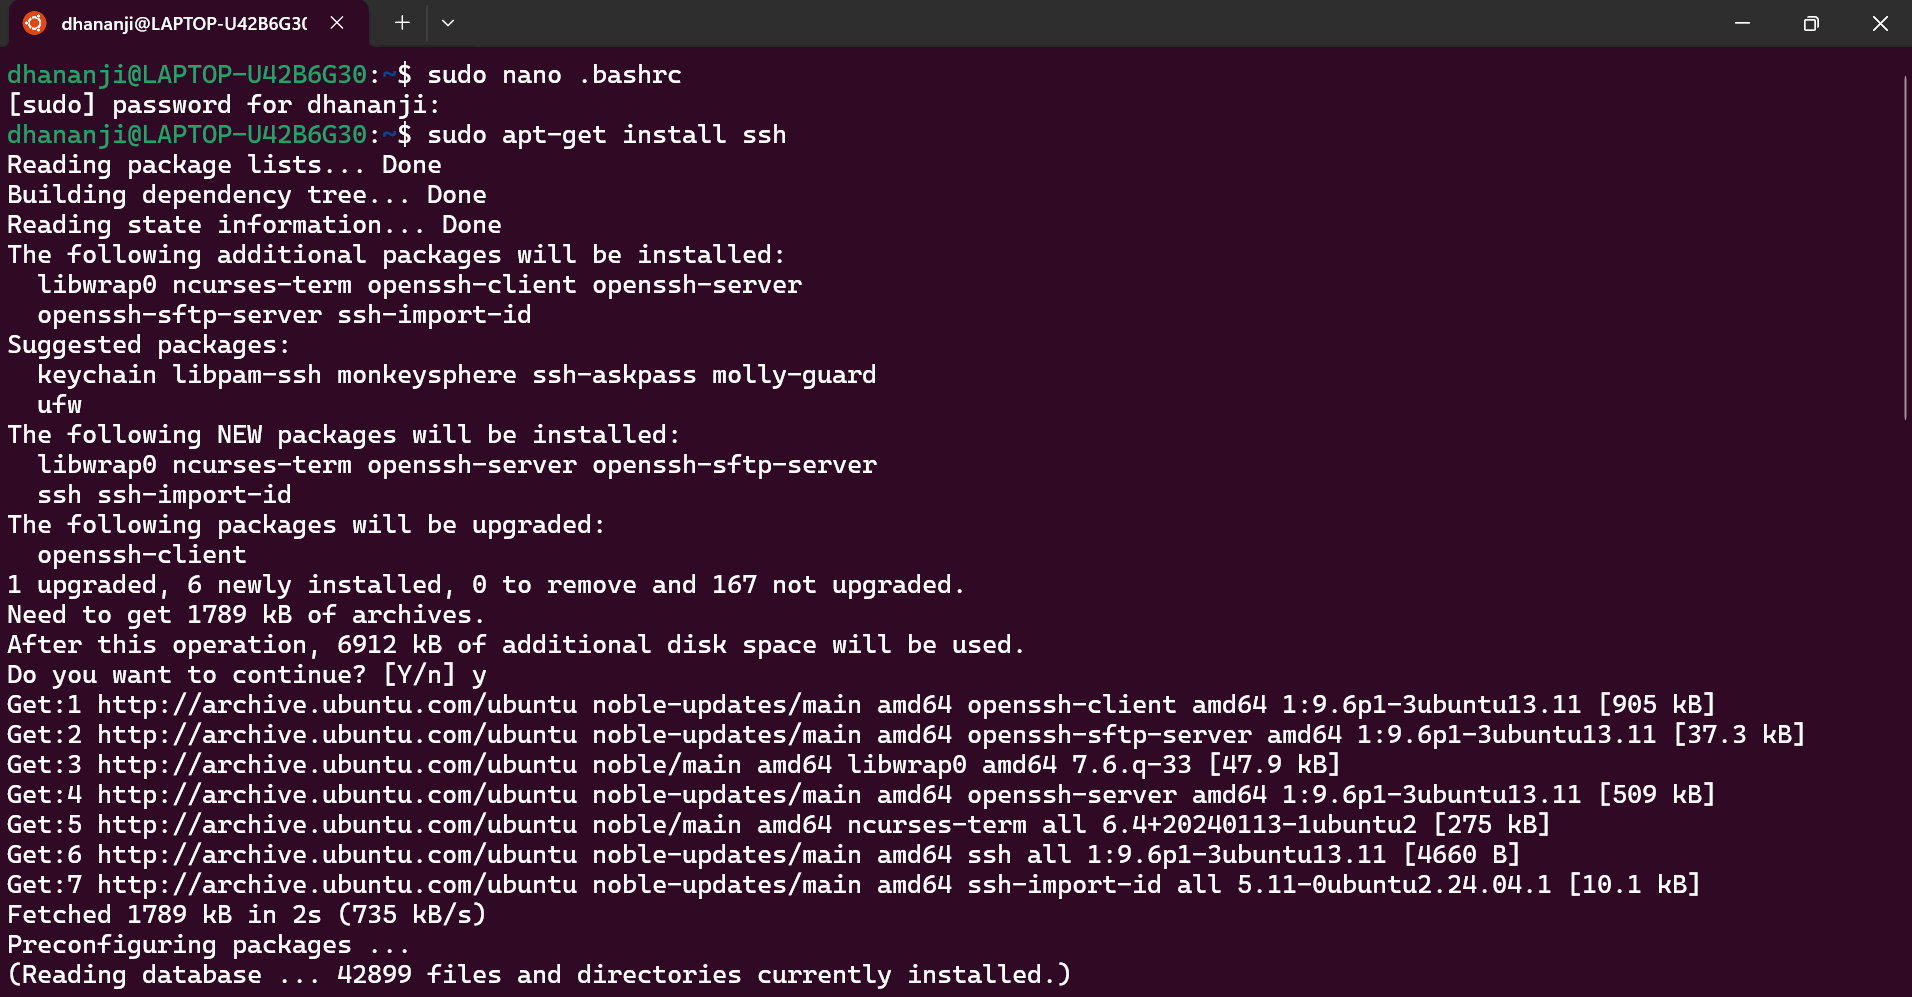 dhananji@LAPTOP-U42B6G30
dhananji@LAPTOP-U42B6G30:~$ sudo nano .bashrc
[sudo] password for dhananji:
dhananji@LAPTOP-U42B6G30:~$ sudo apt-get install ssh
Reading package lists... Done
Building dependency tree... Done
Reading state information... Done
The following additional packages will be installed:
  libwrap0 ncurses-term openssh-client openssh-server
  openssh-sftp-server ssh-import-id
Suggested packages:
  keychain libpam-ssh monkeysphere ssh-askpass molly-guard
  ufw
The following NEW packages will be installed:
  libwrap0 ncurses-term openssh-server openssh-sftp-server
  ssh ssh-import-id
The following packages will be upgraded:
  openssh-client
1 upgraded, 6 newly installed, 0 to remove and 167 not upgraded.
Need to get 1789 kB of archives.
After this operation, 6912 kB of additional disk space will be used.
Do you want to continue? [Y/n] y
Get:1 http://archive.ubuntu.com/ubuntu noble-updates/main amd64 openssh-client amd64 1:9.6p1-3ubuntu13.11 [905 kB]
Get:2 http://archive.ubuntu.com/ubuntu noble-updates/main amd64 openssh-sftp-server amd64 1:9.6p1-3ubuntu13.11 [37.3 kB]
Get:3 http://archive.ubuntu.com/ubuntu noble/main amd64 libwrap0 amd64 7.6.q-33 [47.9 kB]
Get:4 http://archive.ubuntu.com/ubuntu noble-updates/main amd64 openssh-server amd64 1:9.6p1-3ubuntu13.11 [509 kB]
Get:5 http://archive.ubuntu.com/ubuntu noble/main amd64 ncurses-term all 6.4+20240113-1ubuntu2 [275 kB]
Get:6 http://archive.ubuntu.com/ubuntu noble-updates/main amd64 ssh all 1:9.6p1-3ubuntu13.11 [4660 B]
Get:7 http://archive.ubuntu.com/ubuntu noble-updates/main amd64 ssh-import-id all 5.11-0ubuntu2.24.04.1 [10.1 kB]
Fetched 1789 kB in 2s (735 kB/s)
Preconfiguring packages ...
(Reading database ... 42899 files and directories currently installed.)